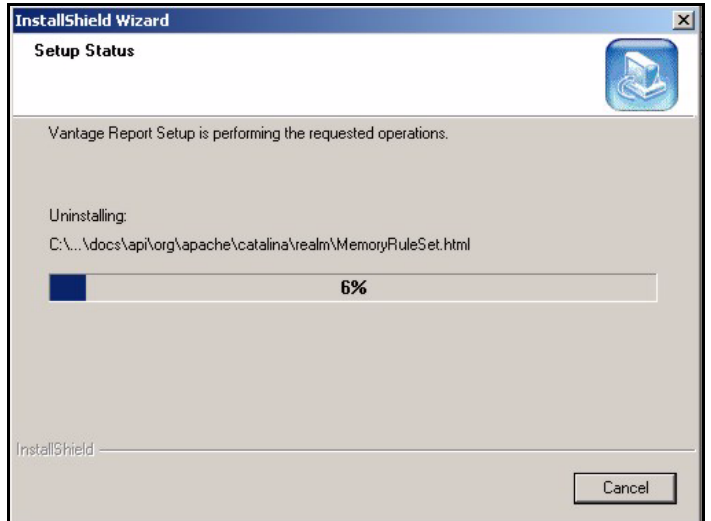 InstallShield Wizard
Setup Status
Vantage Report Setup is performing the requested operations.
Uninstalling:
C:\...\docs\api\org\apache\catalina\realm\MemoryRuleSet.html
6%
InstallShield
Cancel